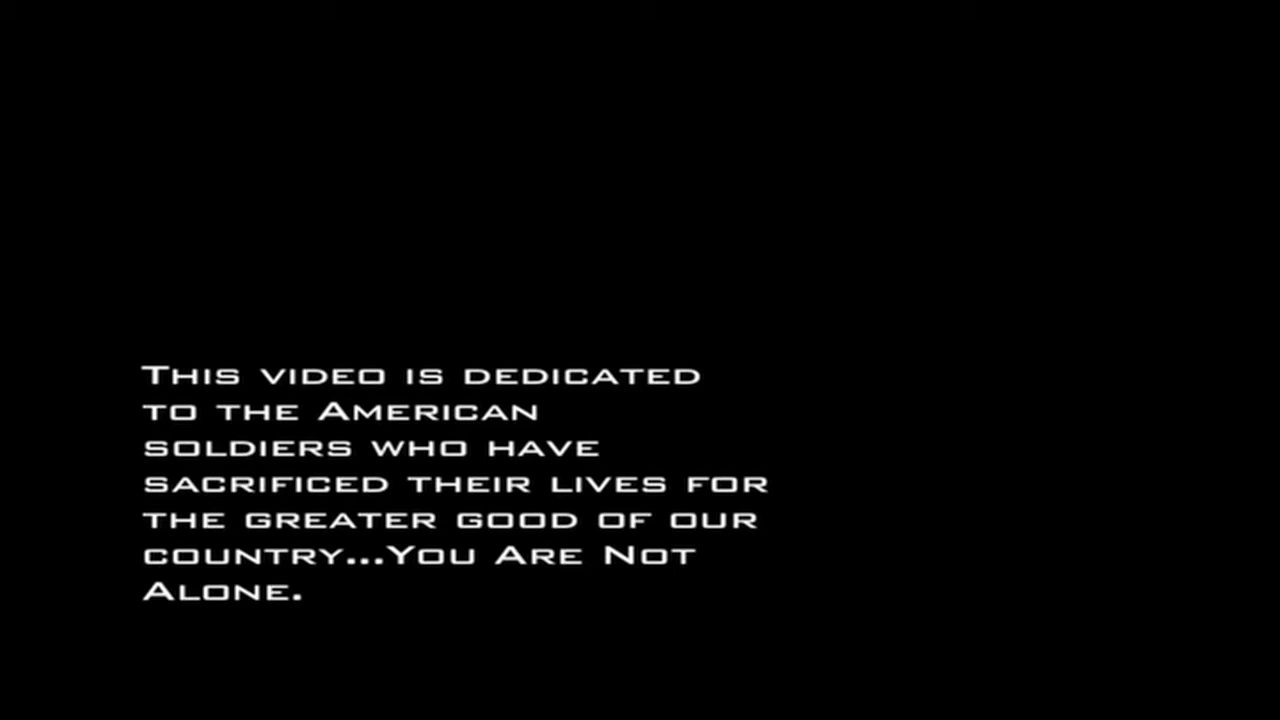 This video is dedicated
to the American
soldiers who have
sacrificed their lives for
the greater good of our
country...You Are Not
Alone.